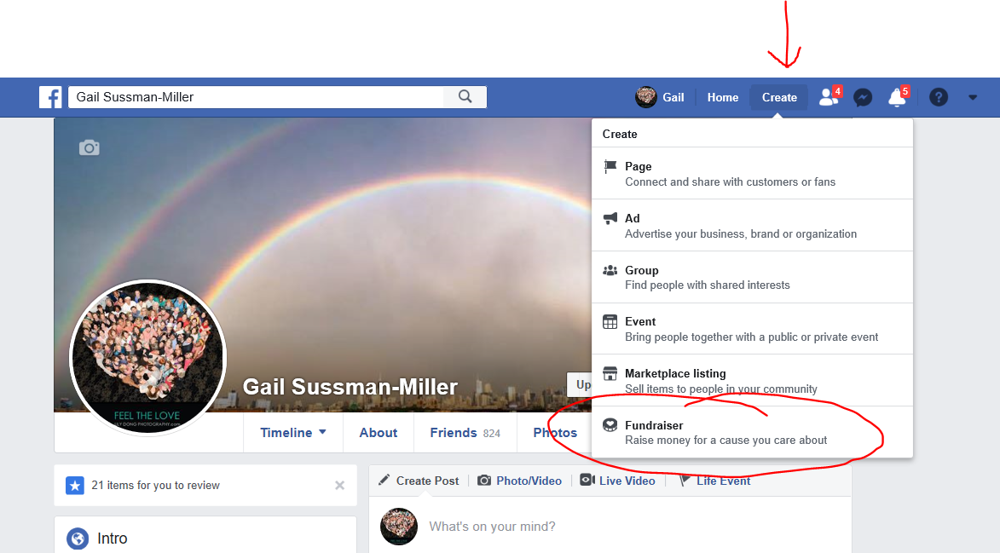 Gail Sussman-Miller
Gail
Home
Create
4
5
?
Create
Page
Connect and share with customers or fans
Ad
Advertise your business, brand or organization
Group
Find people with shared interests
Event
Bring people together with a public or private event
Marketplace listing
Sell items to people in your community
Fundraiser
Raise money for a cause you care about
FEEL THE LOVE
LY DONG PHOTOGRAPHY.com
Gail Sussman-Miller
Up
Timeline
About
Friends 824
Photos
21 items for you to review
Intro
Create Post
Photo/Video
Live Video
Life Event
What's on your mind?